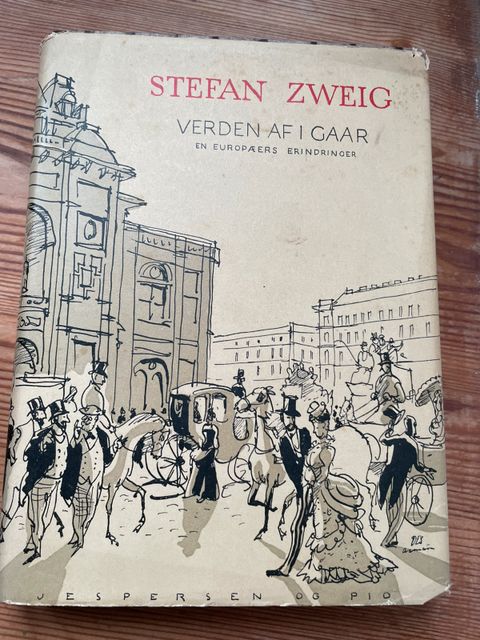 STEFAN ZWEIG
VERDEN AF I GAAR
EN EUROPÆERS ERINDRINGER
JESPERSEN OG PIO